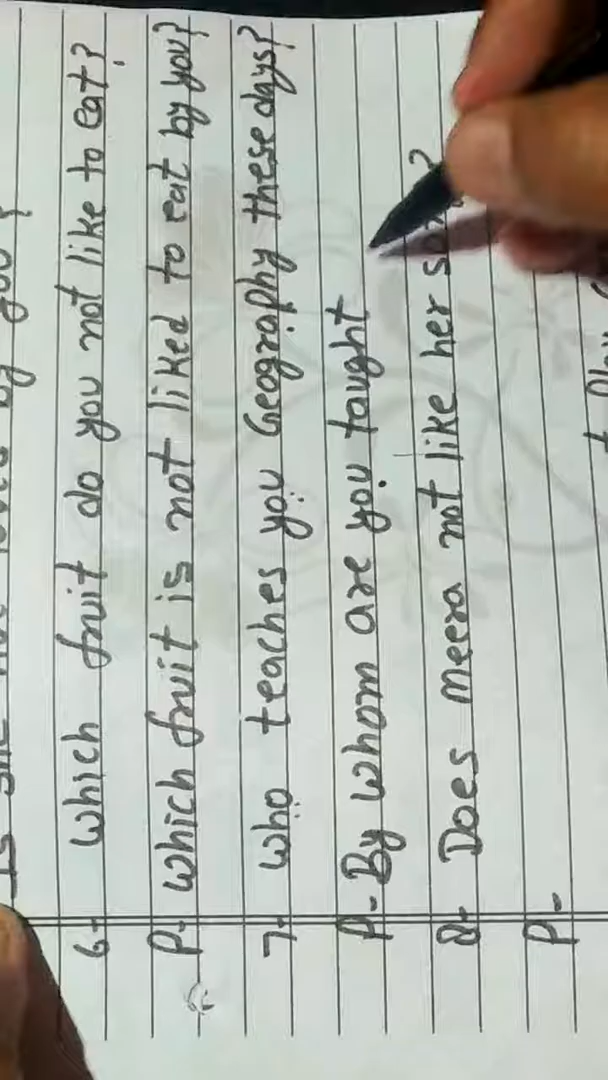 6- Which fruit do you not like to eat?
P- Which fruit is not liked to eat by you?
7- Who teaches you Geography these days?
P- By whom are you taught
8- Does meera not like her
P-